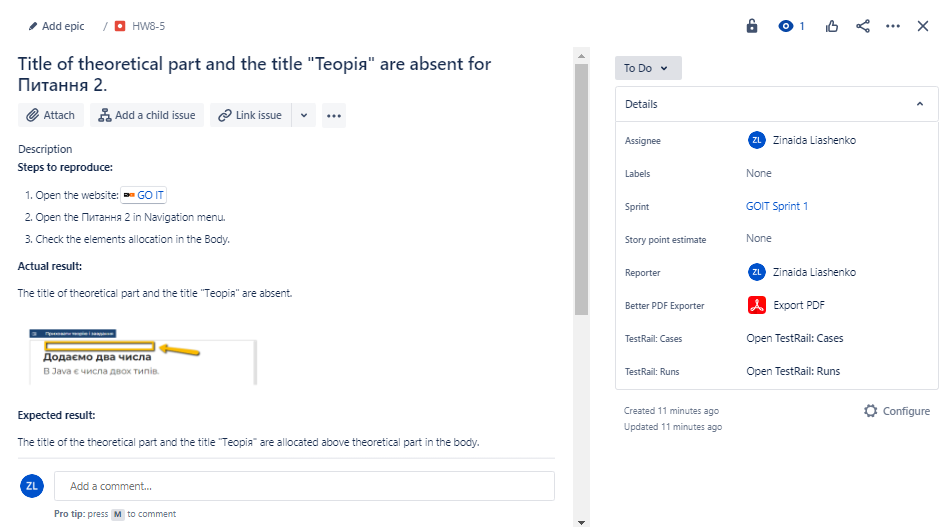 Add epic / HW8-5
1
Title of theoretical part and the title "Теорія" are absent for
Питання 2.
Attach Add a child issue Link issue
Description
Steps to reproduce:
1. Open the website: GO IT
2. Open the Питання 2 in Navigation menu.
3. Check the elements allocation in the Body.
Actual result:
The title of theoretical part and the title "Теорія" are absent.
Приховати теорію і завдання
Додаємо два числа
В Java є числа двох типів.
Expected result:
The title of the theoretical part and the title "Теорія" are allocated above theoretical part in the body.
ZL Add a comment...
Pro tip: press M to comment
To Do
Details
Assignee ZL Zinaida Liashenko
Labels None
Sprint GOIT Sprint 1
Story point estimate None
Reporter ZL Zinaida Liashenko
Better PDF Exporter Export PDF
TestRail: Cases Open TestRail: Cases
TestRail: Runs Open TestRail: Runs
Created 11 minutes ago Configure
Updated 11 minutes ago